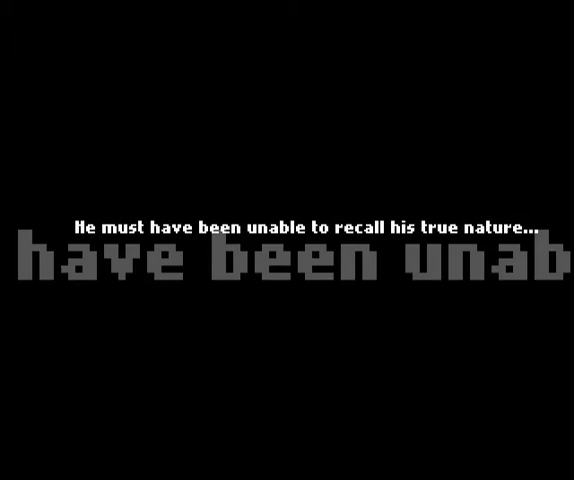 He must have been unable to recall his true nature...
have been unab